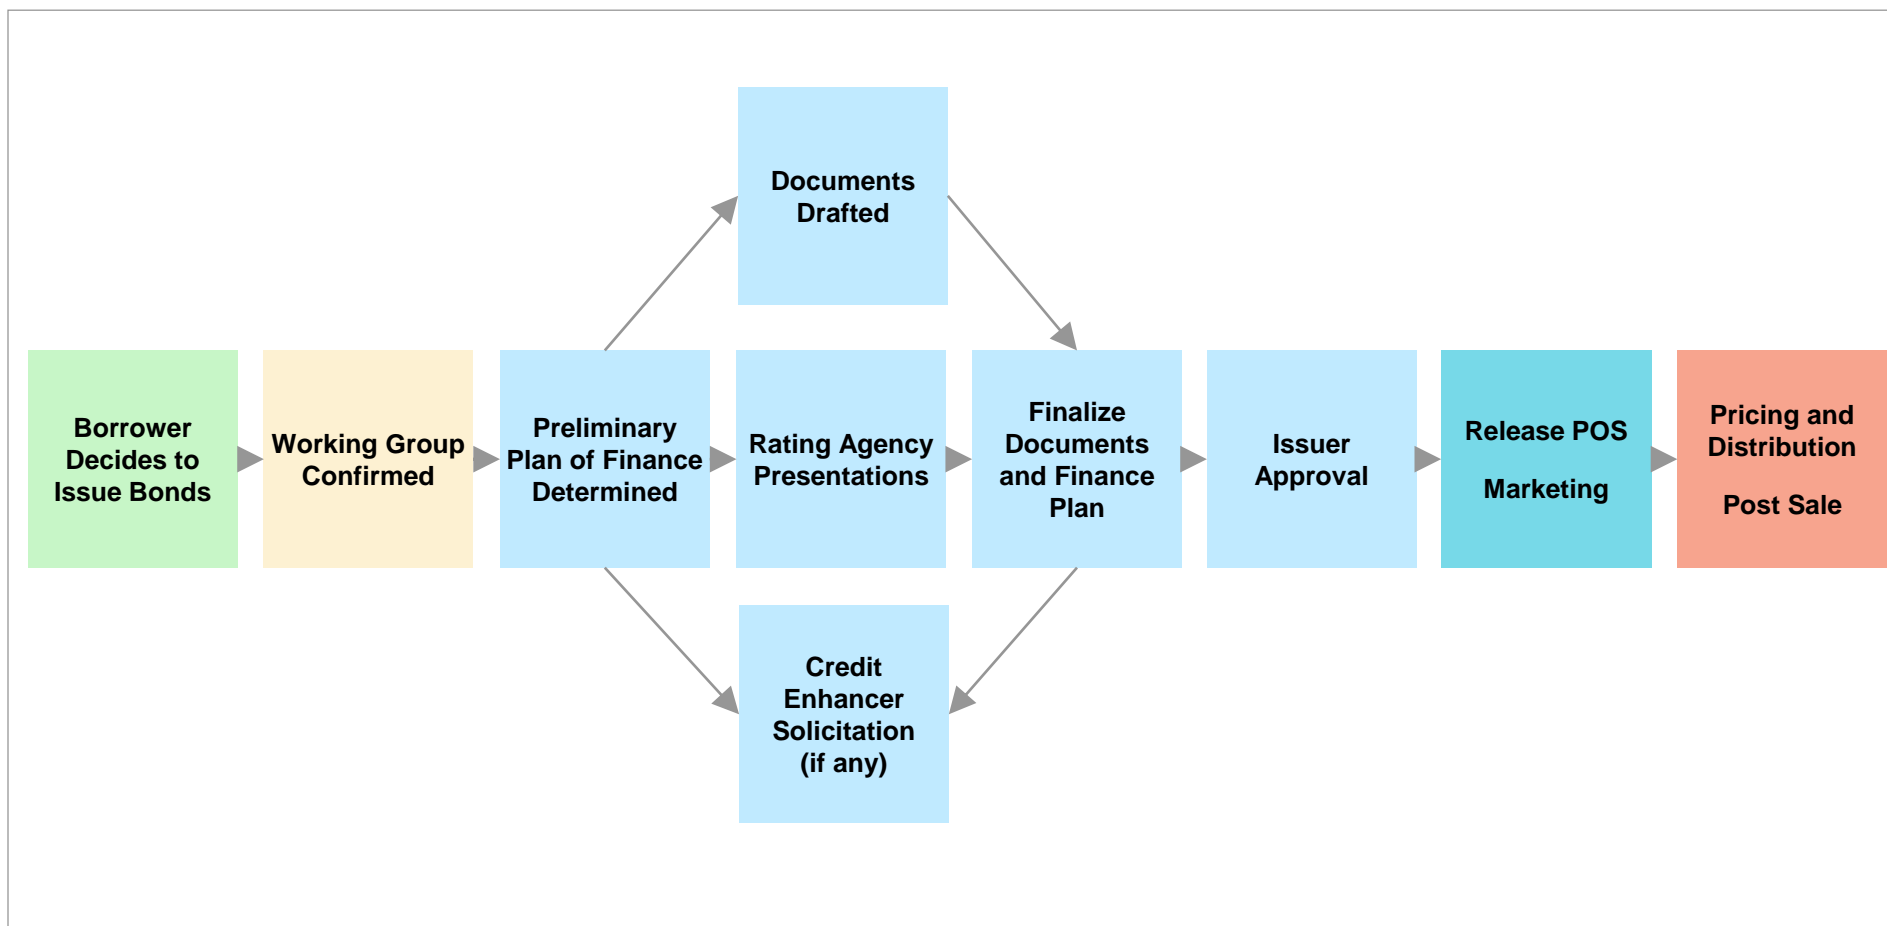 Documents
Drafted
Borrower
Decides to
Issue Bonds
Working Group
Confirmed
Preliminary
Plan of Finance
Determined
Rating Agency
Presentations
Finalize
Documents
and Finance
Plan
Issuer
Approval
Release POS
Marketing
Pricing and
Distribution
Post Sale
Credit
Enhancer
Solicitation
(if any)